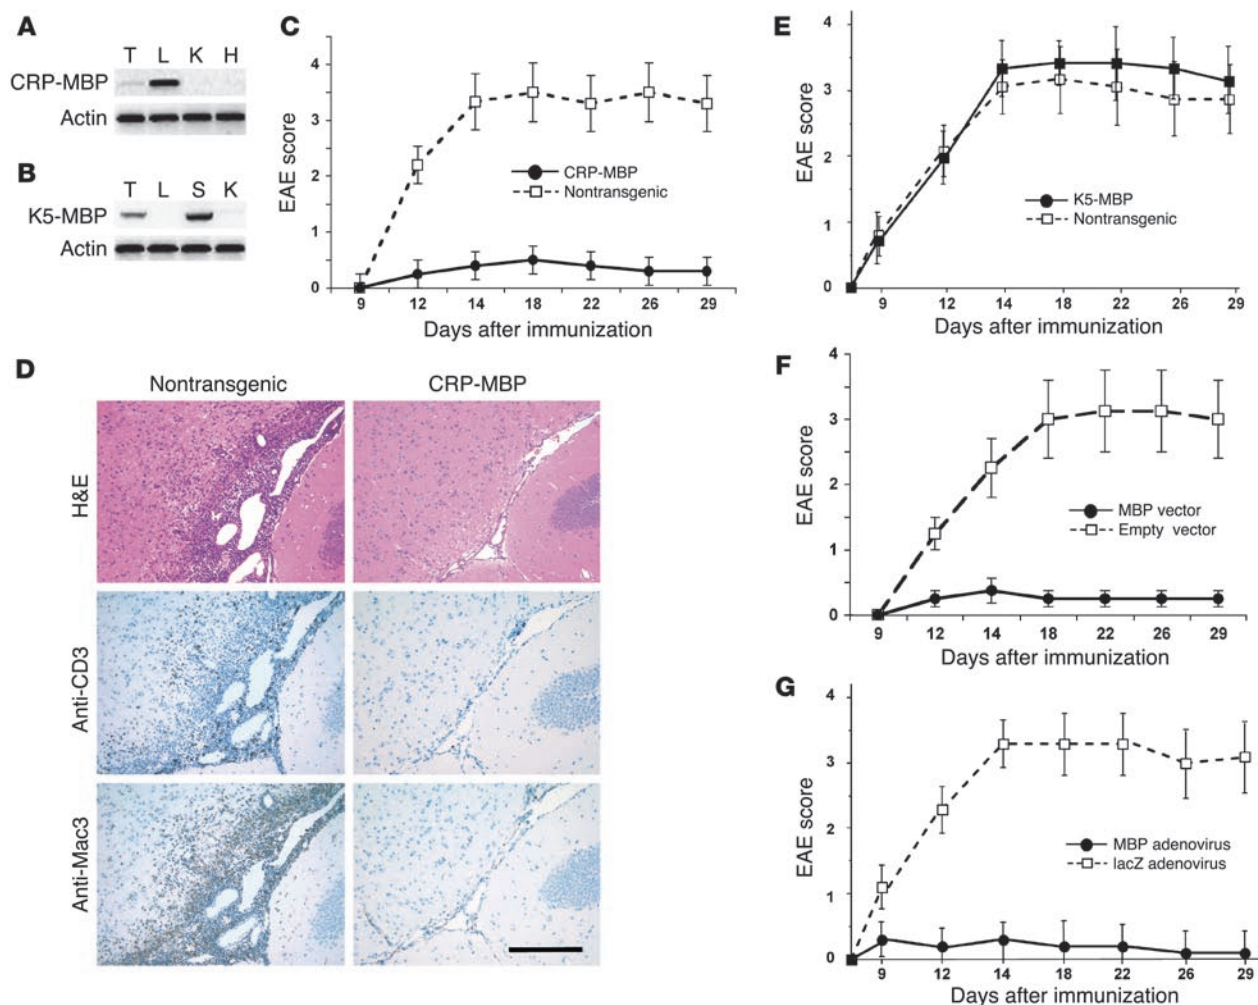 A
T L K H
CRP-MBP
Actin
B
T L S K
K5-MBP
Actin
C
EAE score
4
3
2
1
0
CRP-MBP
Nontransgenic
9 12 14 18 22 26 29
Days after immunization
D
Nontransgenic CRP-MBP
H&E
Anti-CD3
Anti-Mac3
E
EAE score
4
3
2
1
0
K5-MBP
Nontransgenic
9 12 14 18 22 26 29
Days after immunization
F
EAE score
4
3
2
1
0
MBP vector
Empty vector
9 12 14 18 22 26 29
Days after immunization
G
EAE score
4
3
2
1
0
MBP adenovirus
lacZ adenovirus
9 12 14 18 22 26 29
Days after immunization